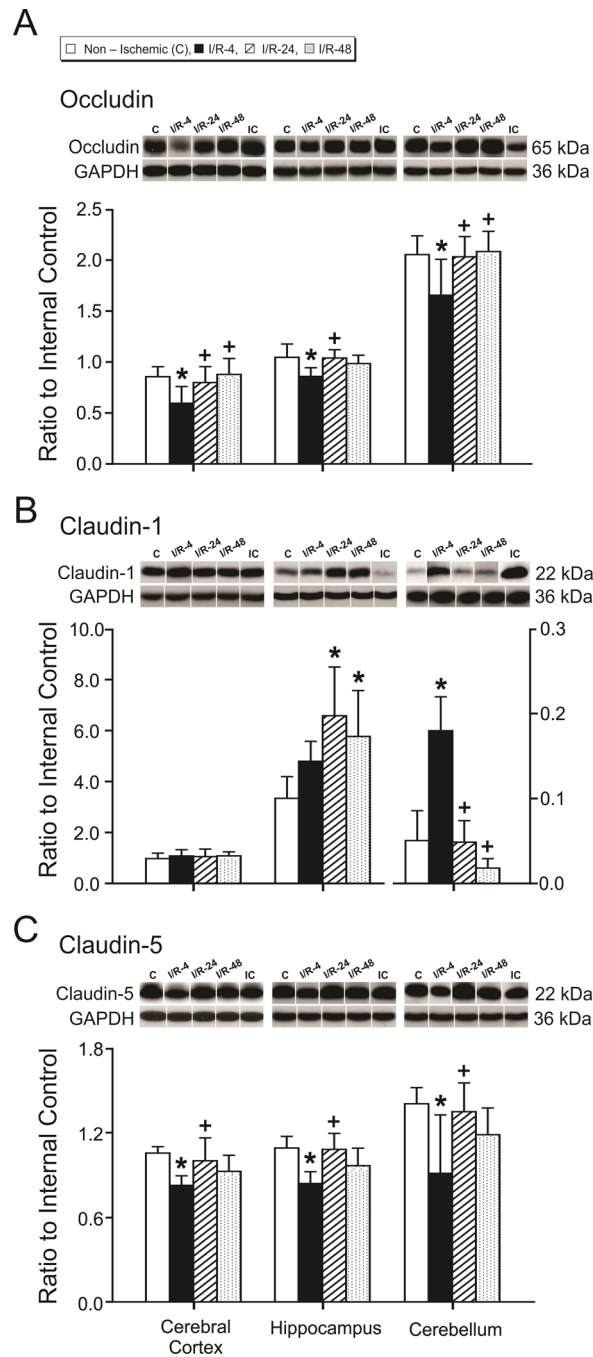 A
Non – Ischemic (C), I/R-4, I/R-24, I/R-48
Occludin
C I/R-4 I/R-24 I/R-48 IC C I/R-4 I/R-24 I/R-48 IC C I/R-4 I/R-24 I/R-48 IC
Occludin 65 kDa
GAPDH 36 kDa
Ratio to Internal Control
2.5
2.0
1.5
1.0
0.5
0.0
* + + * + * + +
B
Claudin-1
C I/R-4 I/R-24 I/R-48 IC C I/R-4 I/R-24 I/R-48 IC C I/R-4 I/R-24 I/R-48 IC
Claudin-1 22 kDa
GAPDH 36 kDa
Ratio to Internal Control
10.0 0.3
8.0
6.0 0.2
4.0
2.0 0.1
0.0 0.0
* * * + +
C
Claudin-5
C I/R-4 I/R-24 I/R-48 IC C I/R-4 I/R-24 I/R-48 IC C I/R-4 I/R-24 I/R-48 IC
Claudin-5 22 kDa
GAPDH 36 kDa
Ratio to Internal Control
1.8
1.2
0.6
0.0
* + * + * +
Cerebral Hippocampus Cerebellum
Cortex